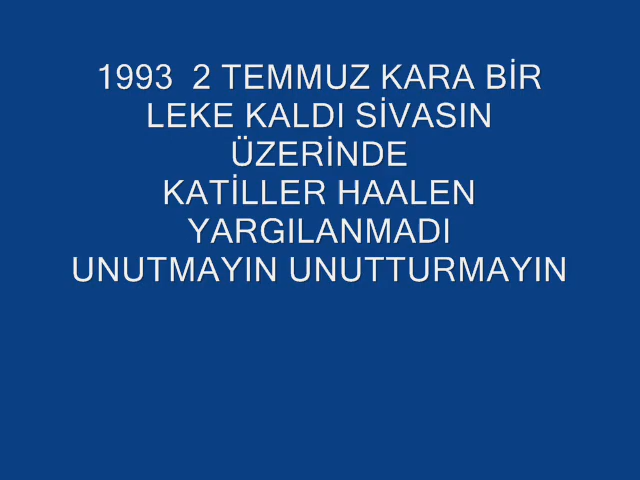 1993 2 TEMMUZ KARA BİR
LEKE KALDI SİVASIN
ÜZERİNDE
KATİLLER HAALEN
YARGILANMADI
UNUTMAYIN UNUTTURMAYIN